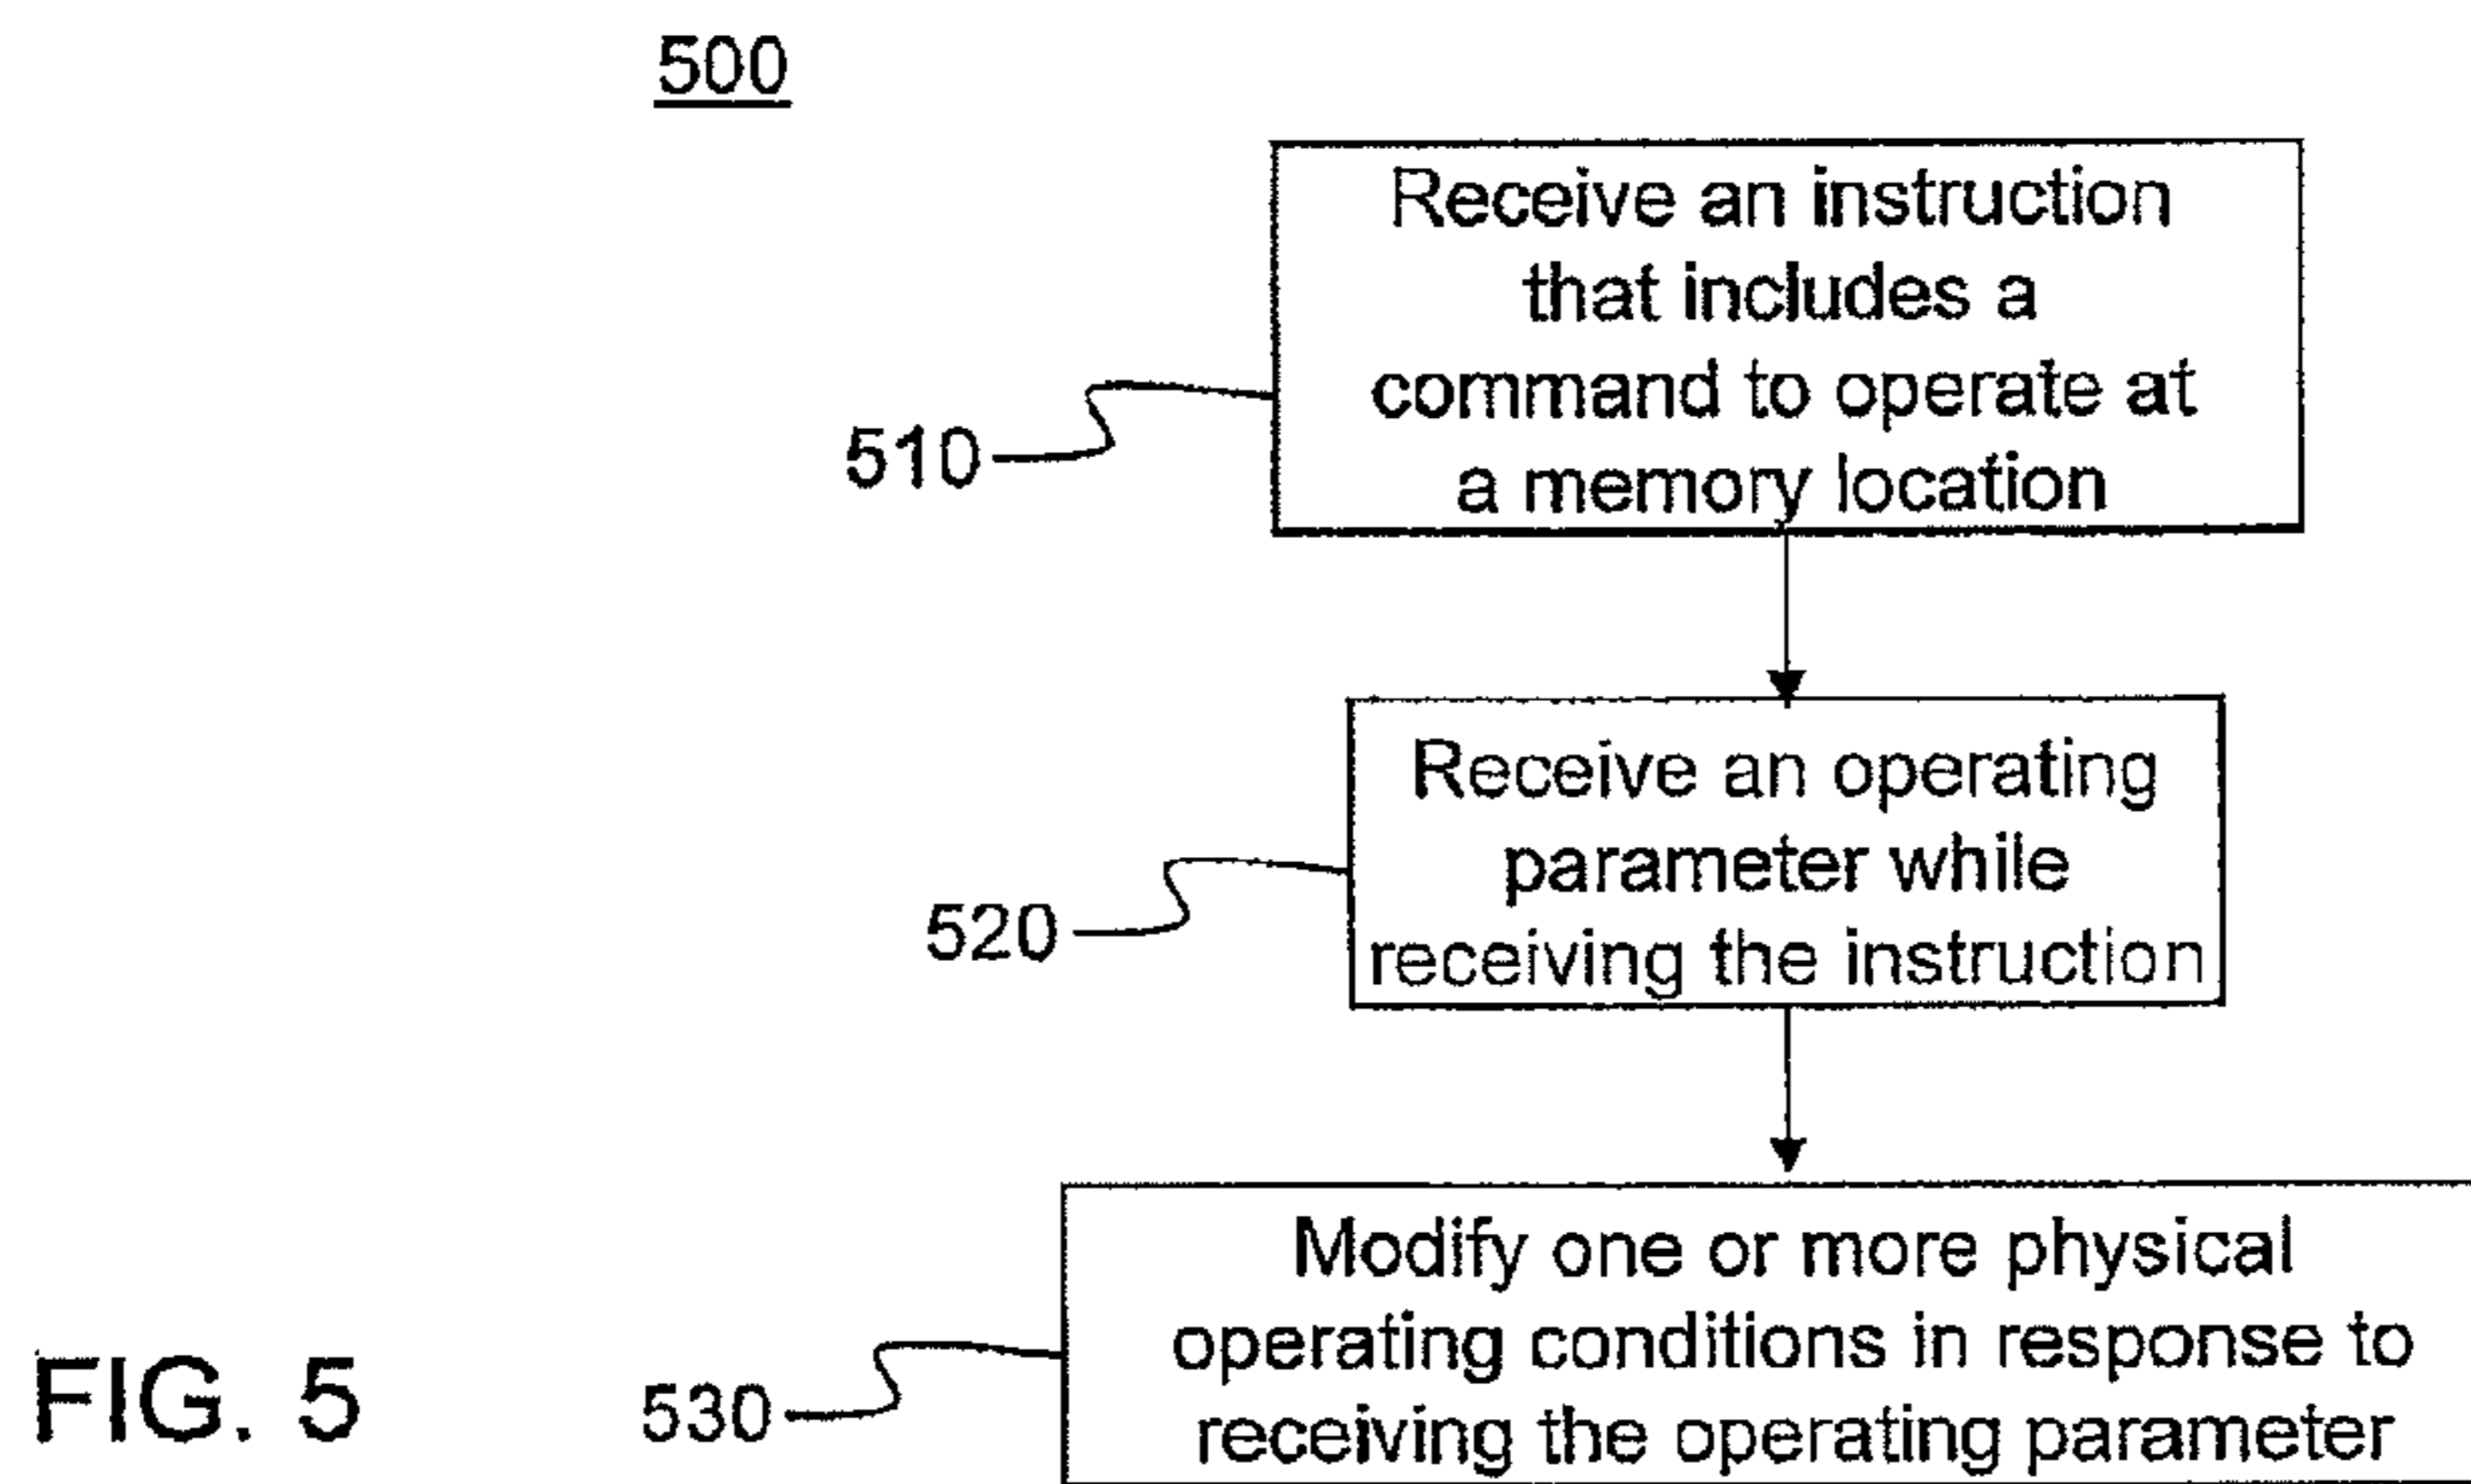 500
Receive an instruction
that includes a
command to operate at
a memory location
510
Receive an operating
parameter while
receiving the instruction
520
Modify one or more physical
operating conditions in response to
receiving the operating parameter
530
FIG. 5